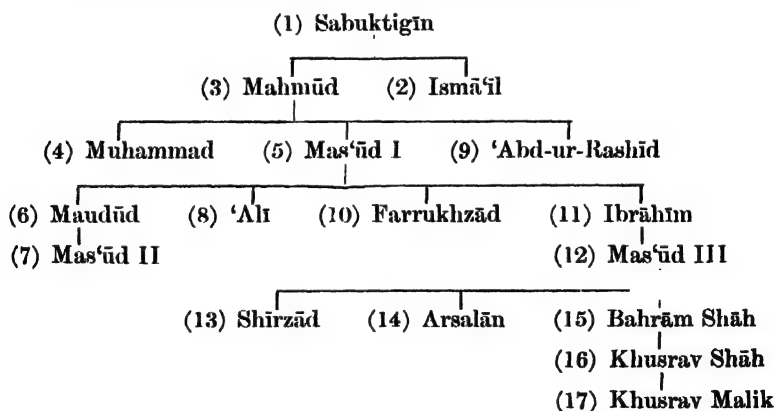 (1) Sabuktigīn
(3) Mahmūd (2) Ismā‘īl
(4) Muhammad (5) Mas‘ūd I (9) ‘Abd-ur-Rashīd
(6) Maudūd (8) ‘Alī (10) Farrukhzād (11) Ibrāhīm
(7) Mas‘ūd II (12) Mas‘ūd III
(13) Shīrzād (14) Arsalān (15) Bahrām Shāh
(16) Khusrav Shāh
(17) Khusrav Malik